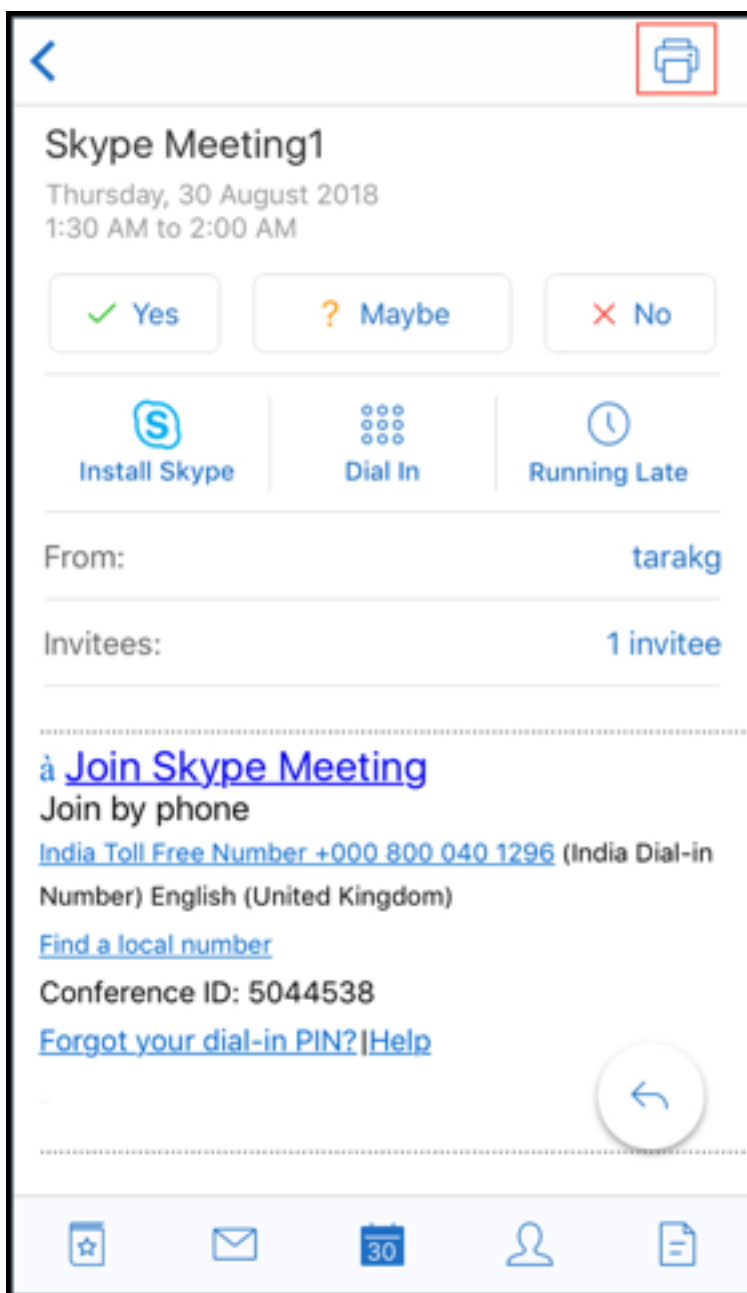 Skype Meeting1
Thursday, 30 August 2018
1:30 AM to 2:00 AM
Yes
? Maybe
No
S
Install Skype
Dial In
Running Late
From: tarakg
Invitees: 1 invitee
à Join Skype Meeting
Join by phone
India Toll Free Number +000 800 040 1296 (India Dial-in
Number) English (United Kingdom)
Find a local number
Conference ID: 5044538
Forgot your dial-in PIN?|Help
30